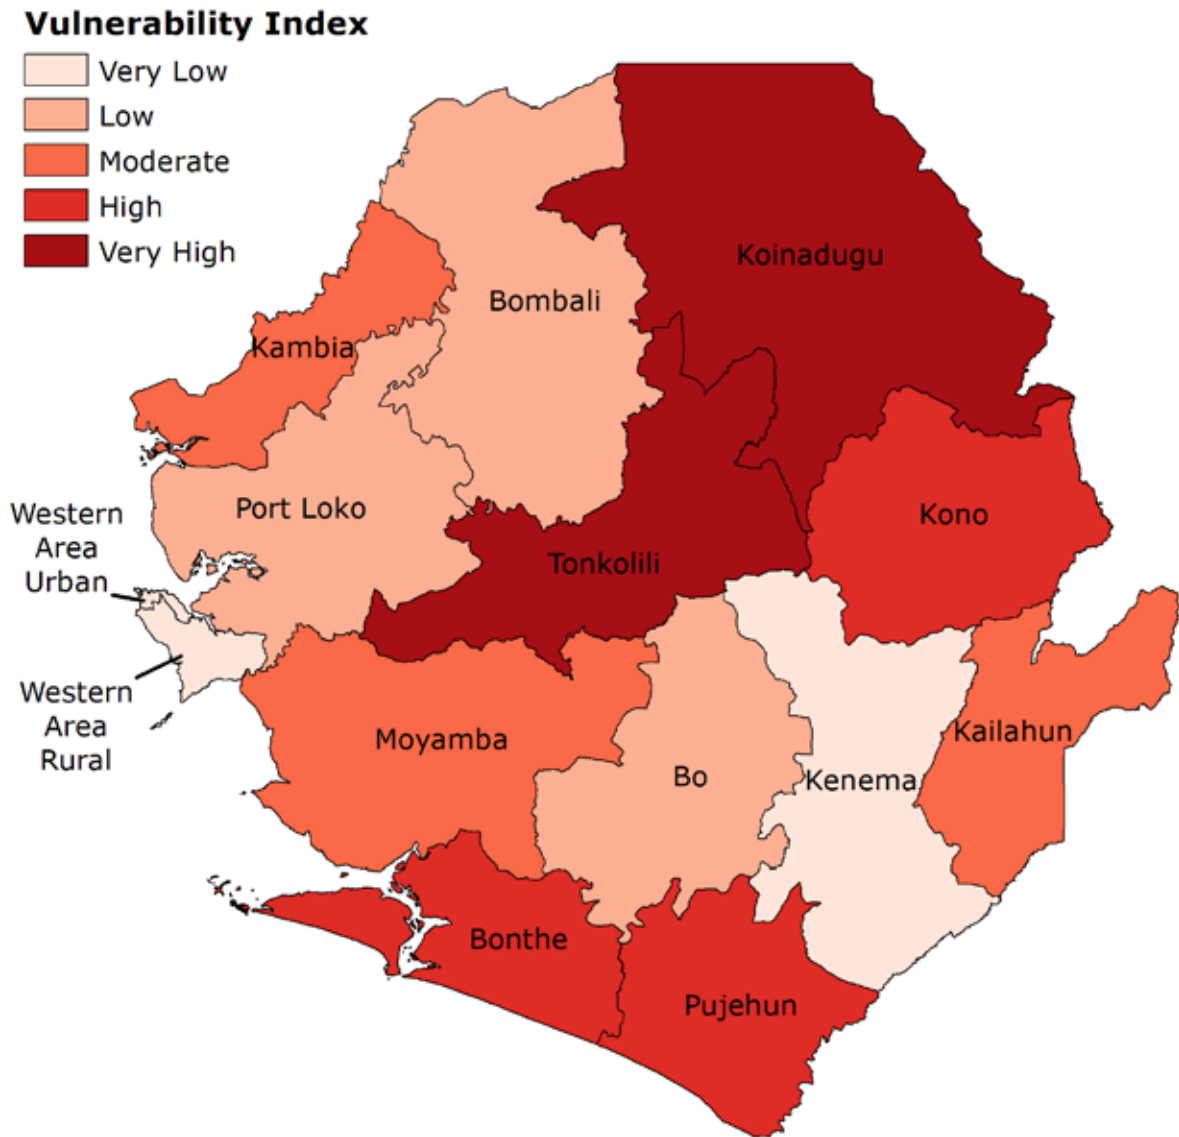 Vulnerability Index
Very Low
Low
Moderate
High
Very High
Koinadugu
Bombali
Kambia
Port Loko
Kono
Western
Area
Urban
Tonkolili
Western
Area
Rural
Moyamba
Kailahun
Bo
Kenema
Bonthe
Pujehun